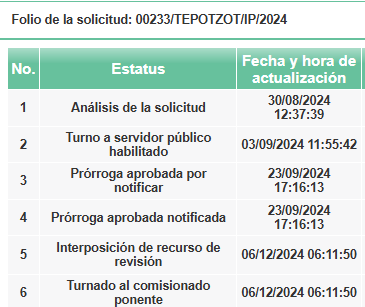 Folio de la solicitud: 00233/TEPOTZOT/IP/2024
No. Estatus Fecha y hora de
actualización
1 Análisis de la solicitud 30/08/2024
12:37:39
2 Turno a servidor público
habilitado 03/09/2024 11:55:42
3 Prórroga aprobada por
notificar 23/09/2024
17:16:13
4 Prórroga aprobada notificada 23/09/2024
17:16:13
5 Interposición de recurso de
revisión 06/12/2024 06:11:50
6 Turnado al comisionado
ponente 06/12/2024 06:11:50